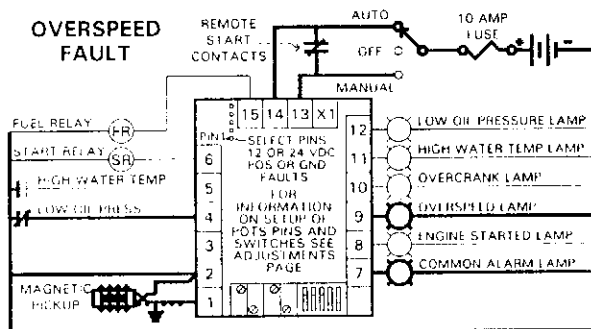 OVERSPEED
FAULT
REMOTE
START
CONTACTS
AUTO
OFF
MANUAL
10 AMP
FUSE
+
-
FUEL RELAY
FR
START RELAY
SR
HIGH WATER TEMP
LOW OIL PRESS
MAGNETIC
PICKUP
15 14 13 X1
PIN1
6
5
4
3
2
1
SELECT PINS
12 OR 24 VDC
POS OR GND
FAULTS
FOR
INFORMATION
ON SETUP OF
POTS PINS AND
SWITCHES SEE
ADJUSTMENTS
PAGE
12 LOW OIL PRESSURE LAMP
11 HIGH WATER TEMP LAMP
10 OVERCRANK LAMP
9 OVERSPEED LAMP
8 ENGINE STARTED LAMP
7 COMMON ALARM LAMP